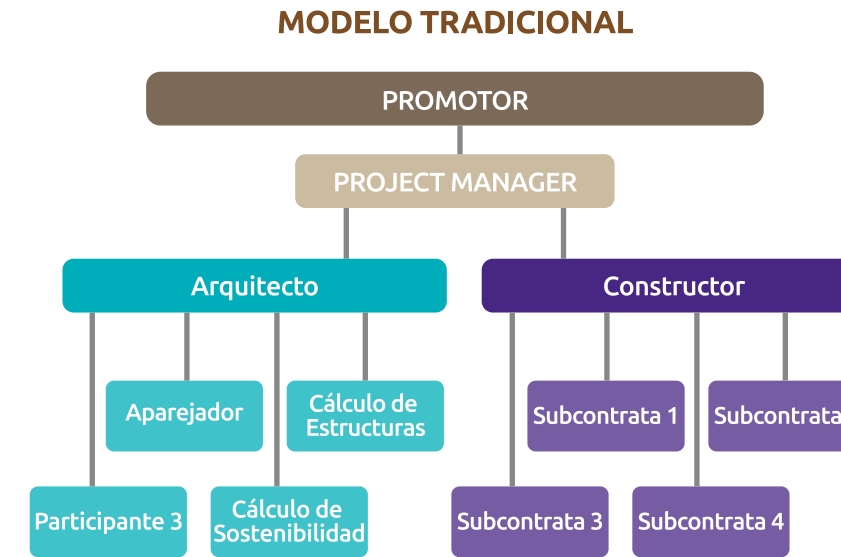 MODELO TRADICIONAL
PROMOTOR
PROJECT MANAGER
Arquitecto
Constructor
Aparejador
Cálculo de
Estructuras
Subcontrata 1
Subcontrata
Participante 3
Cálculo de
Sostenibilidad
Subcontrata 3
Subcontrata 4